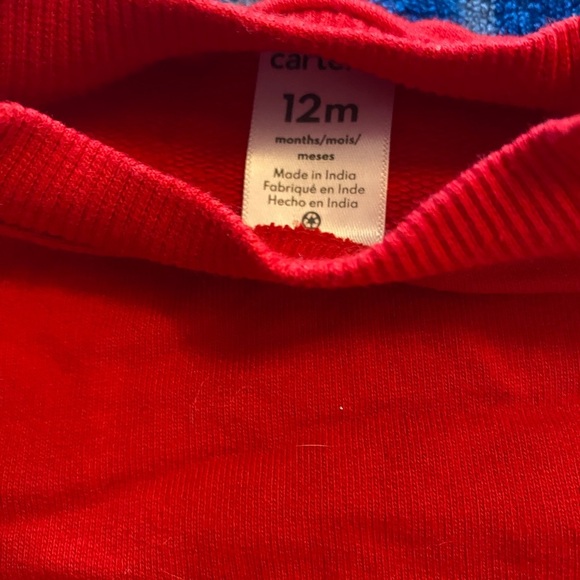 12m
months/mois/
meses
Made in India
Fabriqué en Inde
Hecho en India